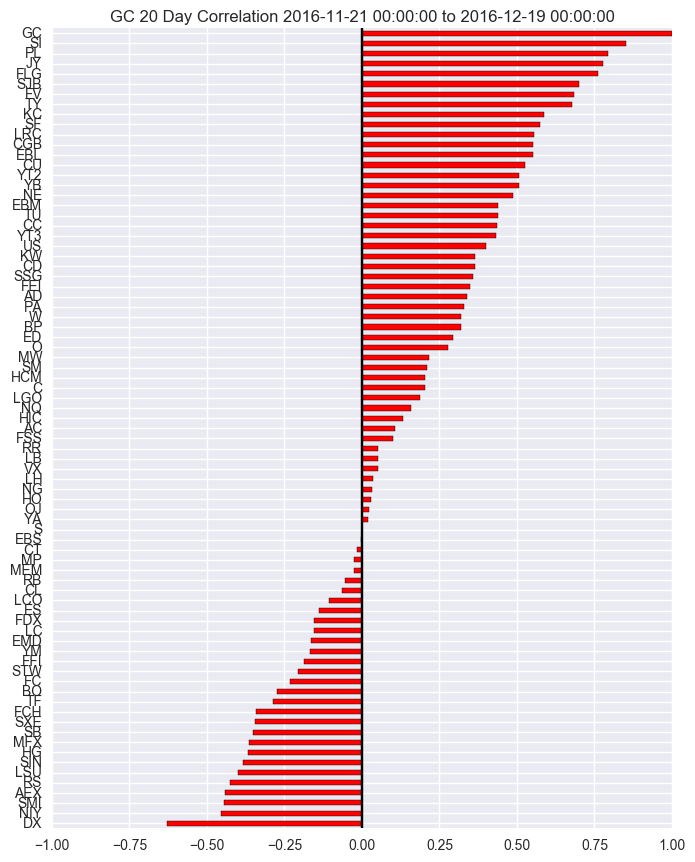 GC 20 Day Correlation 2016-11-21 00:00:00 to 2016-12-19 00:00:00
GC
SI
PL
JY
FLG
SJB
FV
TY
KC
SF
LRC
CGB
EBL
CU
YT2
YB
NE
EBM
TU
CC
YT3
US
KW
CD
SSG
FEI
AD
PA
W
BP
ED
O
MW
SM
HCM
C
LGO
NQ
HIC
AC
FSS
RR
LB
VX
LH
NG
HO
OJ
YA
S
EBS
CT
MP
MEM
RB
CL
LCO
ES
FDX
LC
EMD
YM
FFI
STW
FC
BO
TF
FCH
SXE
SB
MFX
HG
SIN
LSU
RS
AEX
SMI
NIY
DX
−1.00 −0.75 −0.50 −0.25 0.00 0.25 0.50 0.75 1.00